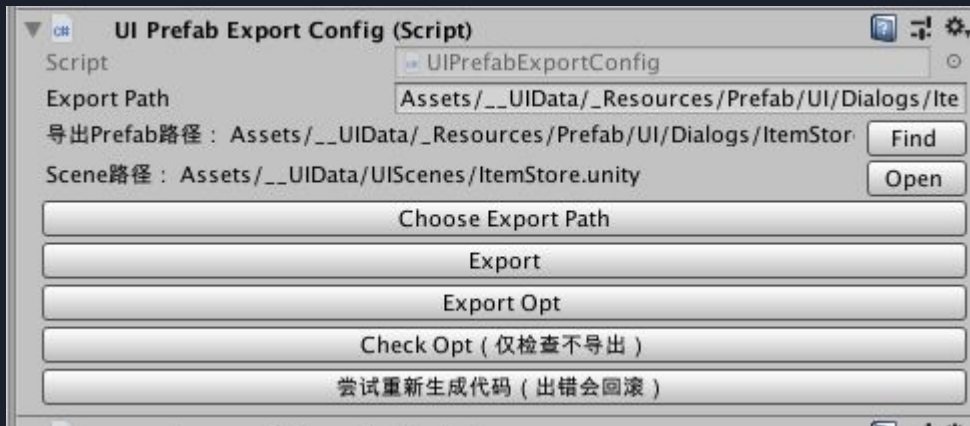 UI Prefab Export Config (Script)
Script UIPrefabExportConfig
Export Path Assets/__UIData/_Resources/Prefab/UI/Dialogs/Ite
导出Prefab路径： Assets/__UIData/_Resources/Prefab/UI/Dialogs/ItemStor Find
Scene路径： Assets/__UIData/UIScenes/ItemStore.unity Open
Choose Export Path
Export
Export Opt
Check Opt（仅检查不导出）
尝试重新生成代码（出错会回滚）